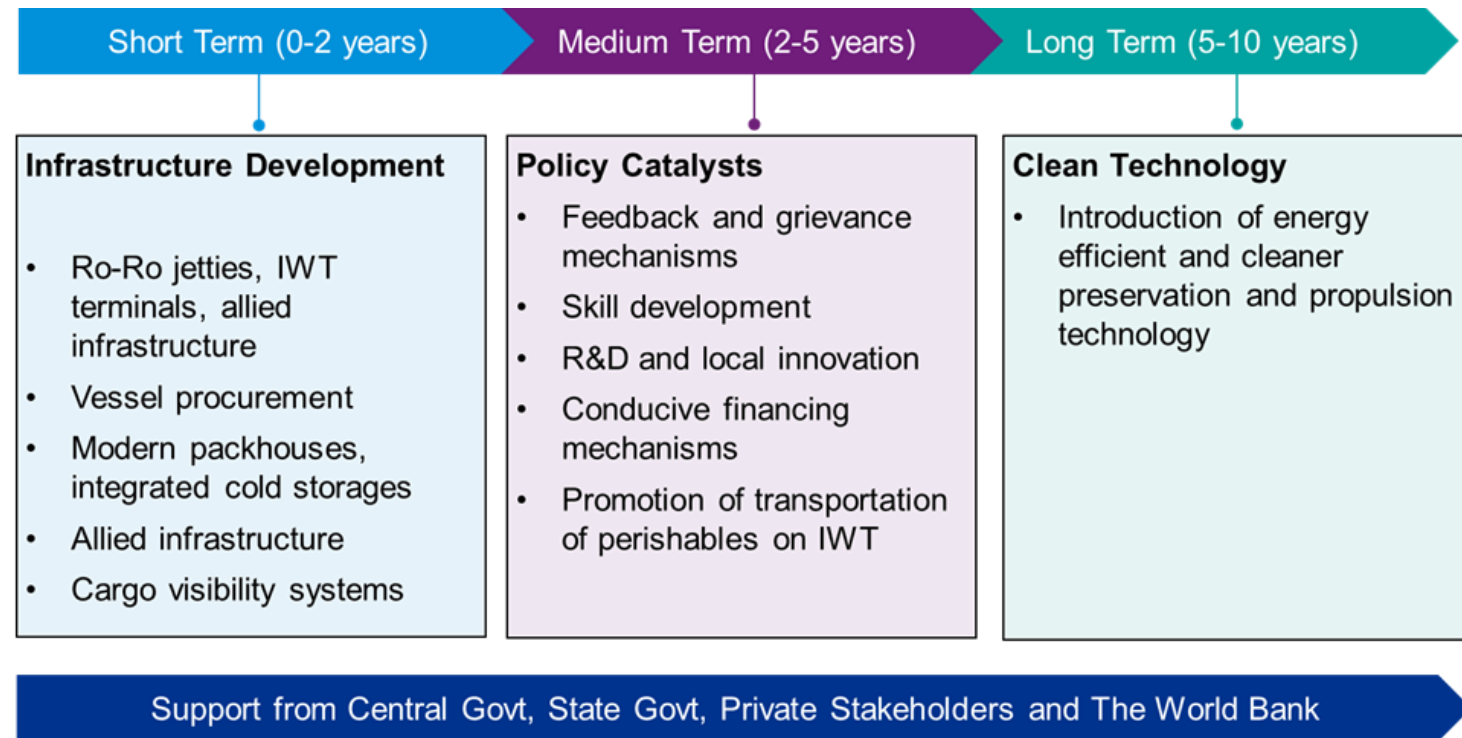 Short Term (0-2 years)
Medium Term (2-5 years)
Long Term (5-10 years)
Infrastructure Development
• Ro-Ro jetties, IWT
terminals, allied
infrastructure
• Vessel procurement
• Modern packhouses,
integrated cold storages
• Allied infrastructure
• Cargo visibility systems
Policy Catalysts
• Feedback and grievance
mechanisms
• Skill development
• R&D and local innovation
• Conducive financing
mechanisms
• Promotion of transportation
of perishables on IWT
Clean Technology
• Introduction of energy
efficient and cleaner
preservation and propulsion
technology
Support from Central Govt, State Govt, Private Stakeholders and The World Bank